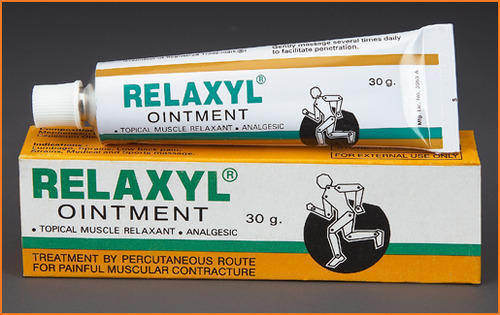 Gently massage several times daily
to facilitate penetration.
RELAXYL®
OINTMENT
30 g.
• TOPICAL MUSCLE RELAXANT • ANALGESIC
Indications
FOR EXTERNAL USE ONLY
RELAXYL®
OINTMENT
30 g.
• TOPICAL MUSCLE RELAXANT • ANALGESIC
TREATMENT BY PERCUTANEOUS ROUTE
FOR PAINFUL MUSCULAR CONTRACTURE